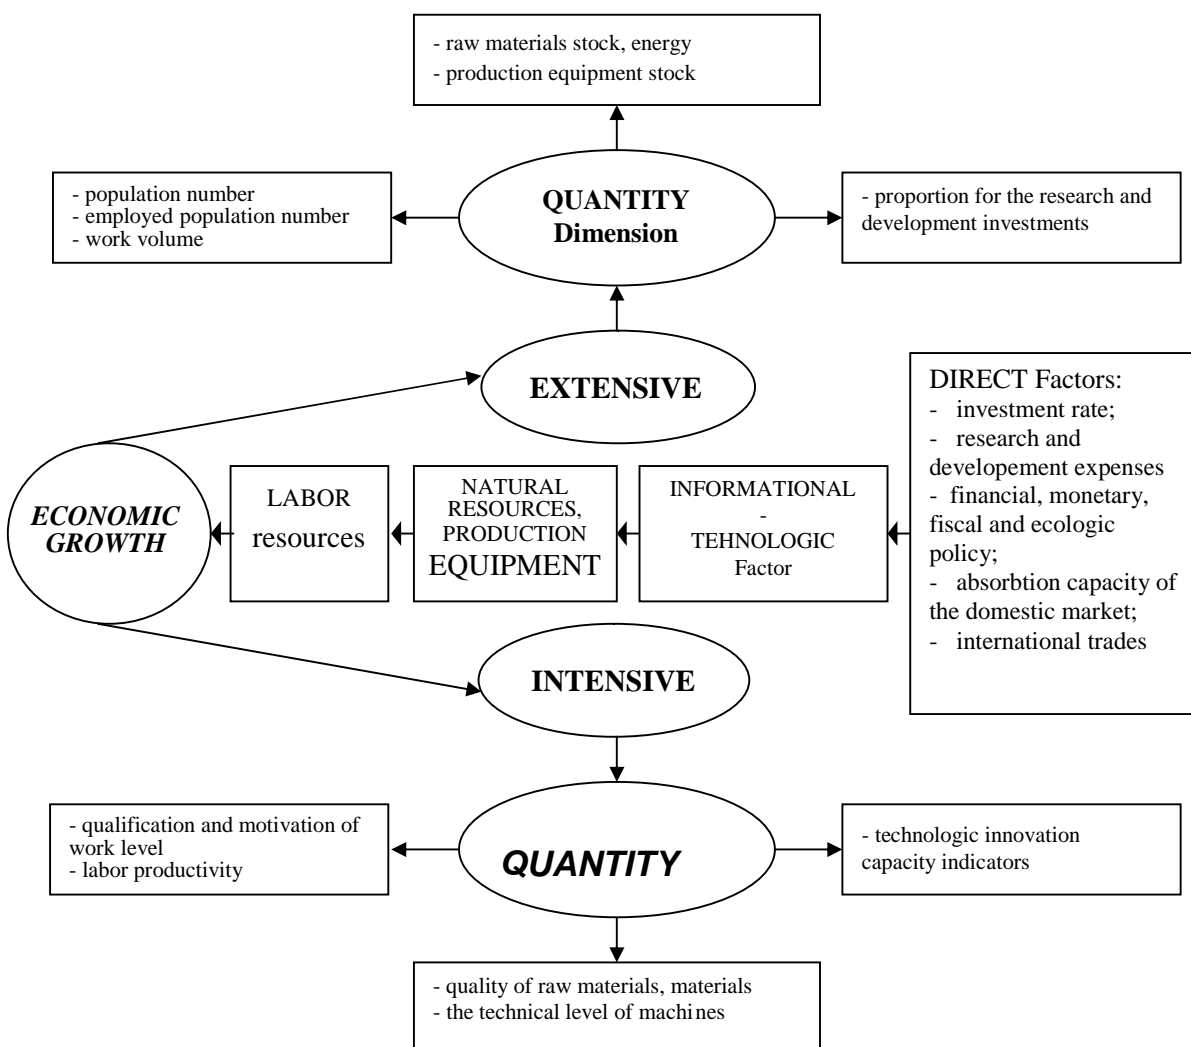 - raw materials stock, energy
- production equipment stock
- population number
- employed population number
- work volume
QUANTITY
Dimension
- proportion for the research and
development investments
EXTENSIVE
DIRECT Factors:
- investment rate;
- research and
developement expenses
- financial, monetary,
fiscal and ecologic
policy;
- absorbtion capacity of
the domestic market;
- international trades
ECONOMIC
GROWTH
LABOR
resources
NATURAL
RESOURCES,
PRODUCTION
EQUIPMENT
INFORMATIONAL
-
TEHNOLOGIC
Factor
INTENSIVE
- qualification and motivation of
work level
- labor productivity
QUANTITY
- technologic innovation
capacity indicators
- quality of raw materials, materials
- the technical level of machines